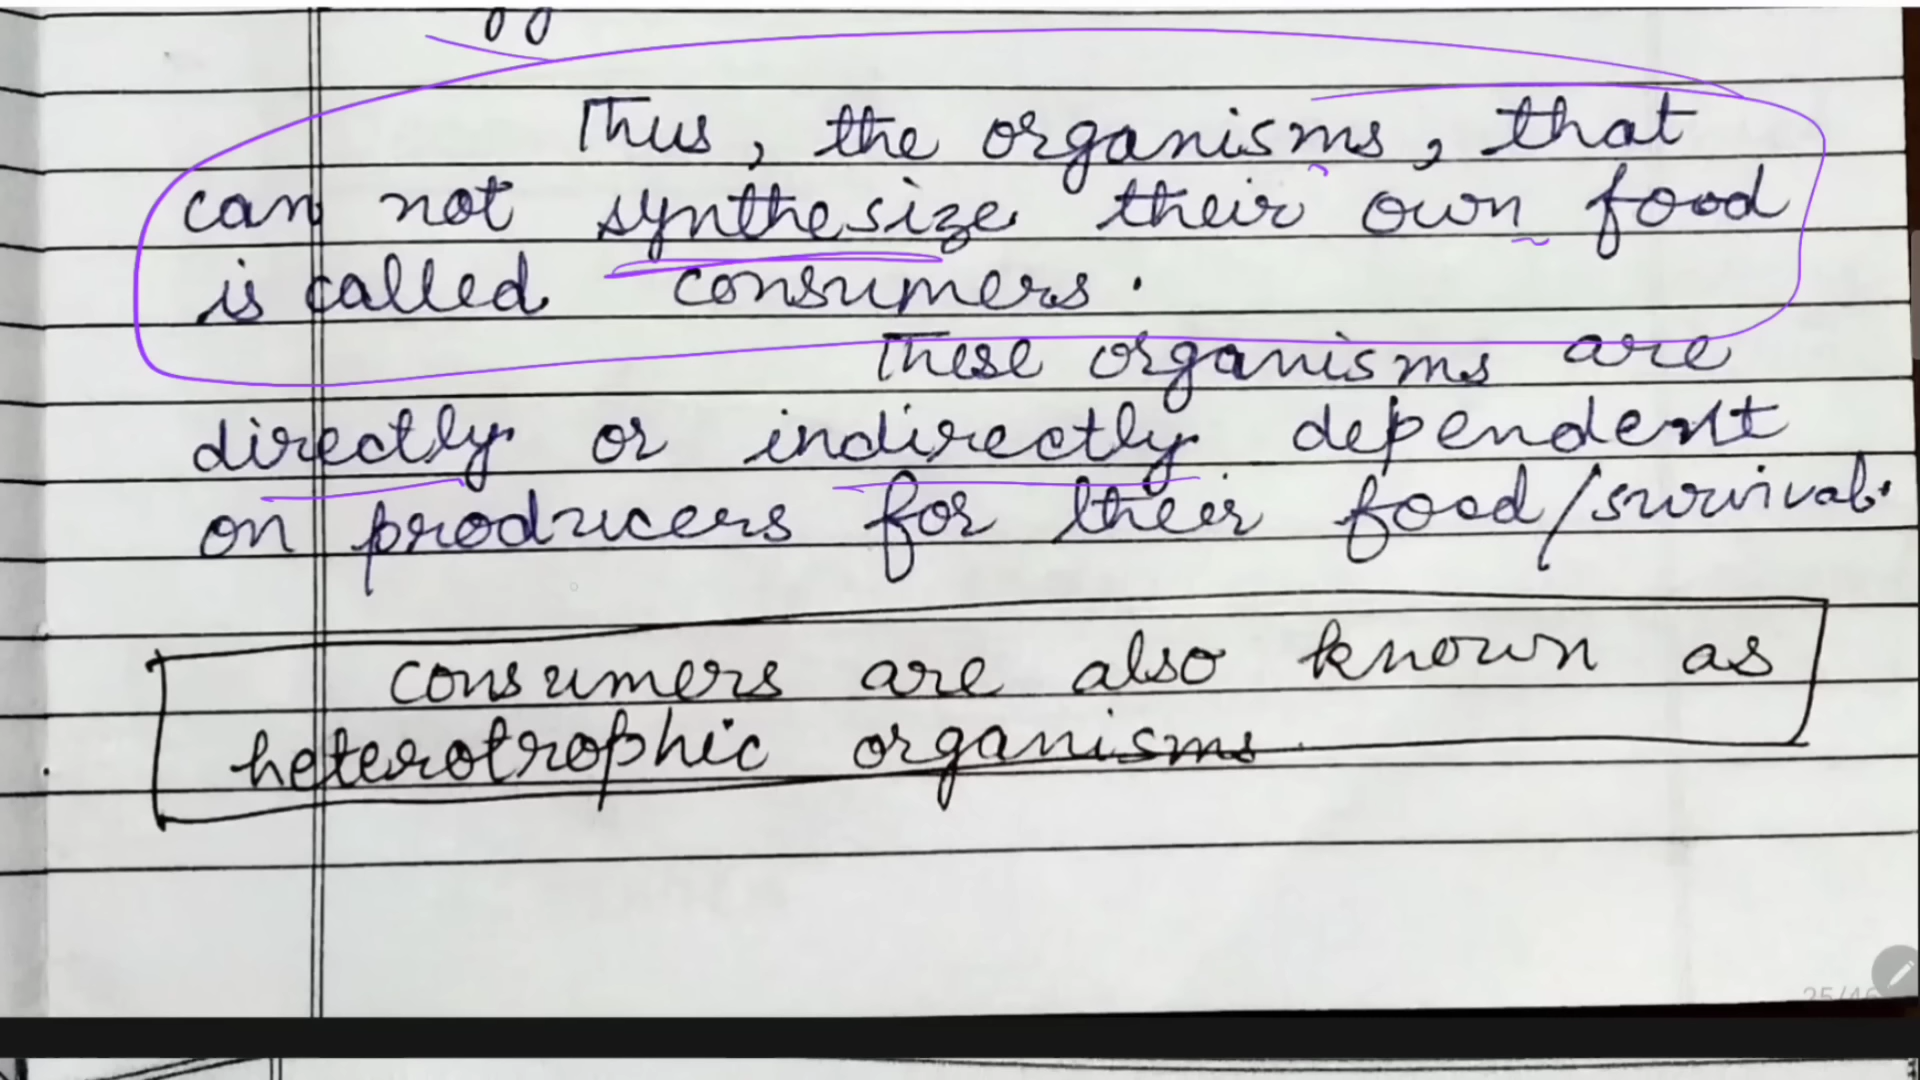 Thus, the organisms, that
can not synthesize their own food
is called consumers.
These organisms are
directly or indirectly dependent
on producers for their food/survival.
consumers are also known as
heterotrophic organisms.